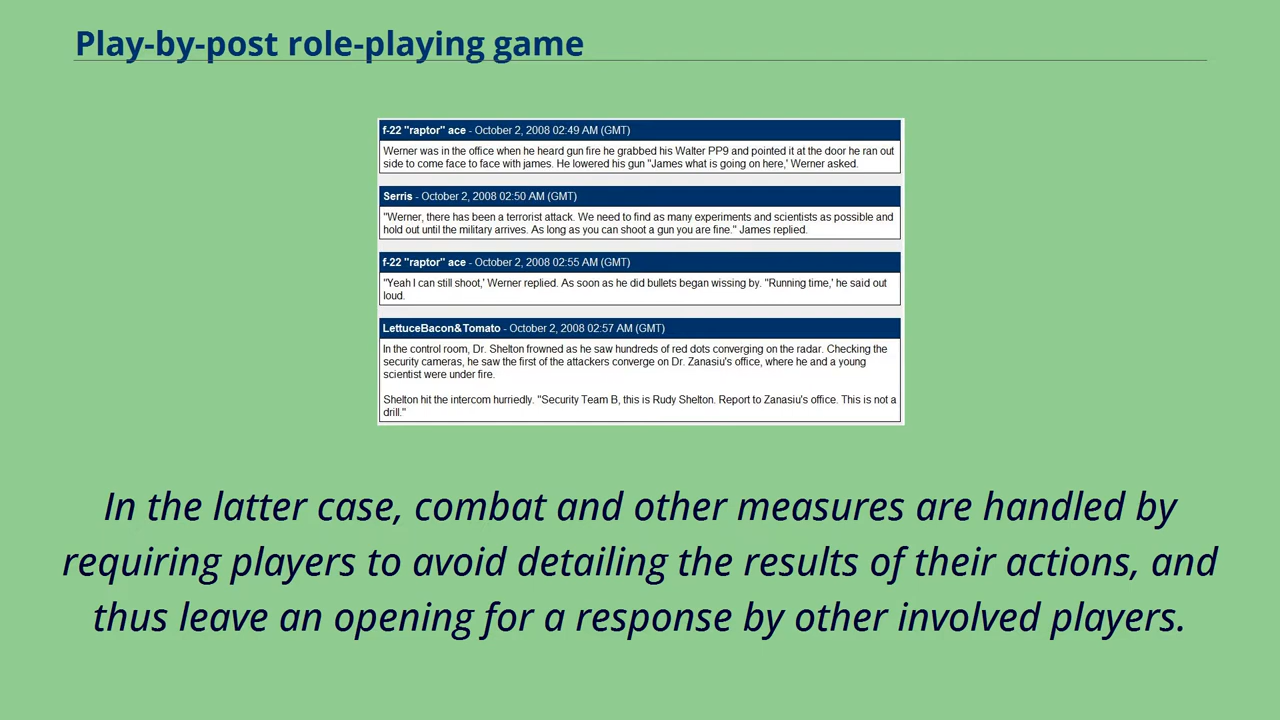 Play-by-post role-playing game
f-22 "raptor" ace - October 2, 2008 02:49 AM (GMT)
Werner was in the office when he heard gun fire he grabbed his Walter PP9 and pointed it at the door he ran out
side to come face to face with james. He lowered his gun "James what is going on here,' Werner asked.
Serris - October 2, 2008 02:50 AM (GMT)
"Werner, there has been a terrorist attack. We need to find as many experiments and scientists as possible and
hold out until the military arrives. As long as you can shoot a gun you are fine." James replied.
f-22 "raptor" ace - October 2, 2008 02:55 AM (GMT)
"Yeah I can still shoot,' Werner replied. As soon as he did bullets began wissing by. "Running time,' he said out
loud.
LettuceBacon&Tomato - October 2, 2008 02:57 AM (GMT)
In the control room, Dr. Shelton frowned as he saw hundreds of red dots converging on the radar. Checking the
security cameras, he saw the first of the attackers converge on Dr. Zanasiu's office, where he and a young
scientist were under fire.
Shelton hit the intercom hurriedly. "Security Team B, this is Rudy Shelton. Report to Zanasiu's office. This is not a
drill."
In the latter case, combat and other measures are handled by
requiring players to avoid detailing the results of their actions, and
thus leave an opening for a response by other involved players.